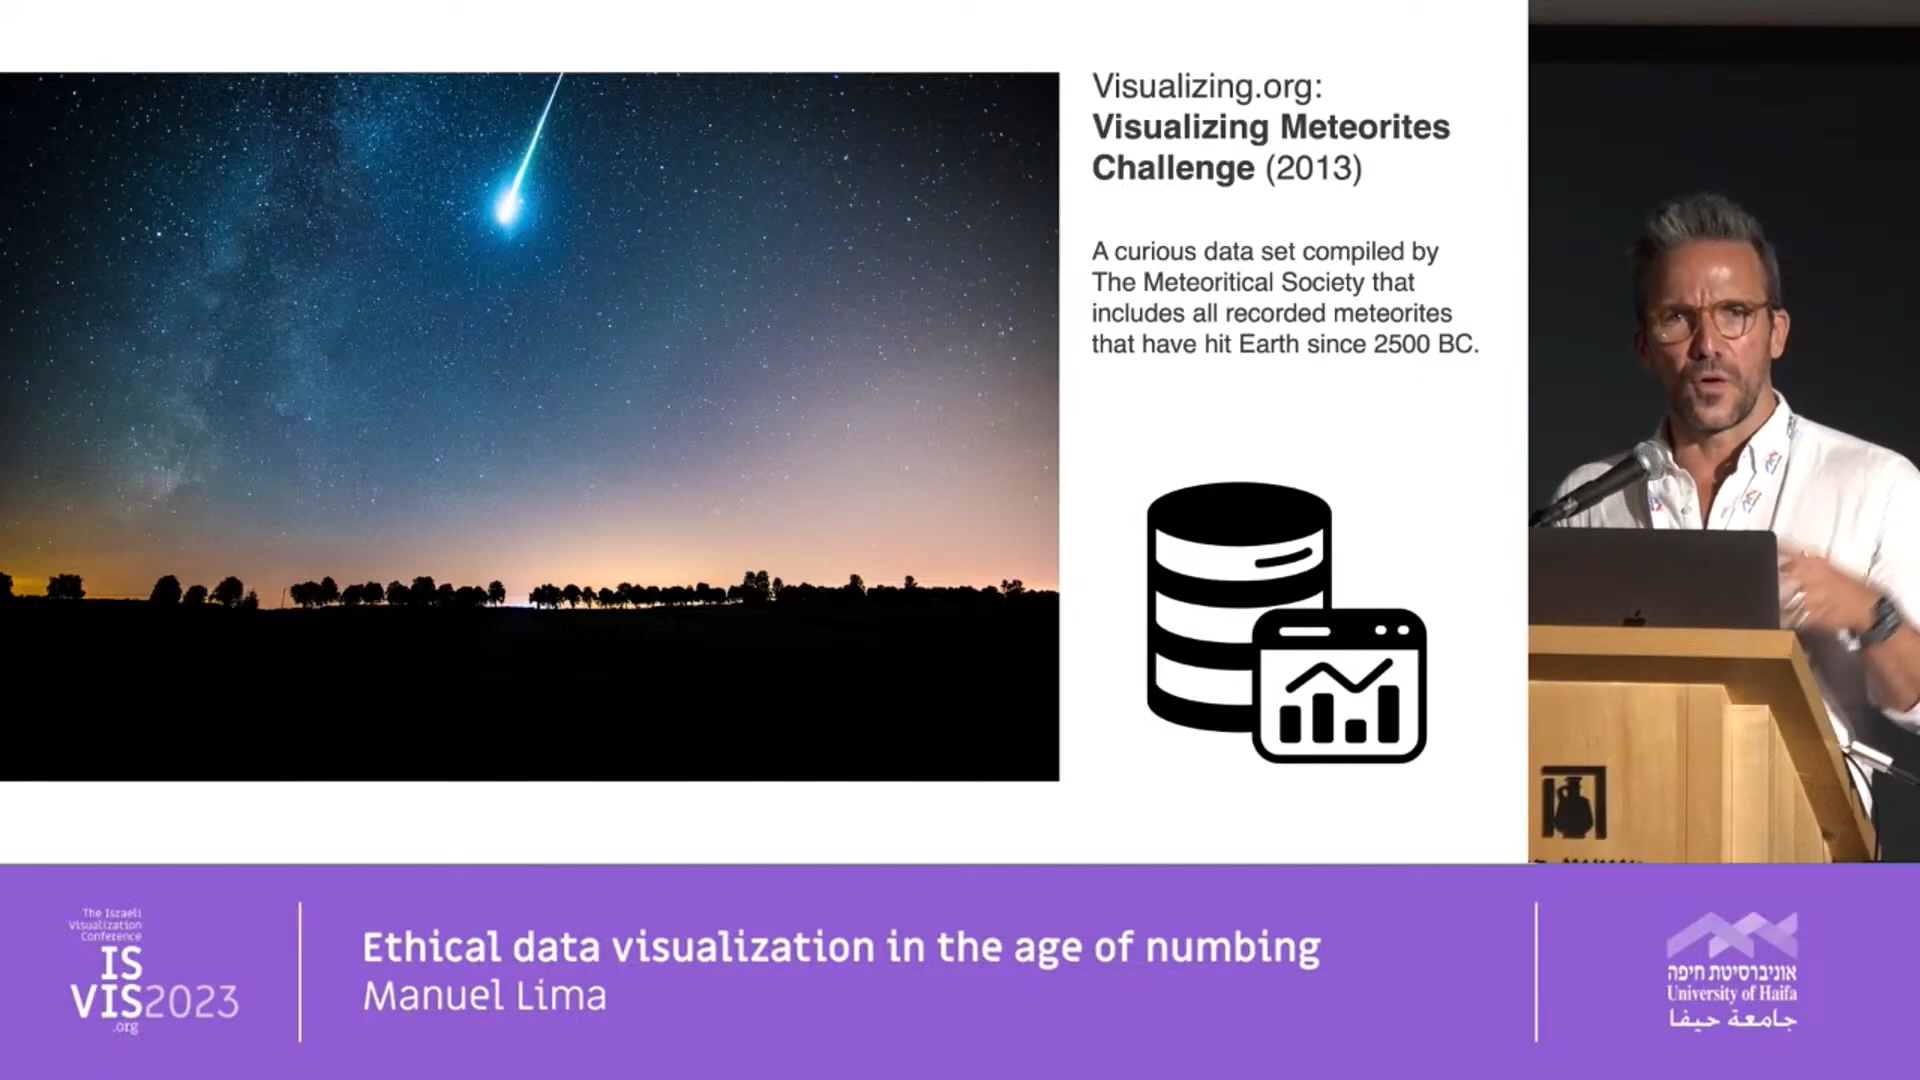 Visualizing.org:
Visualizing Meteorites
Challenge (2013)
A curious data set compiled by
The Meteoritical Society that
includes all recorded meteorites
that have hit Earth since 2500 BC.
The Israeli
Visualization
Conference
IS
VIS2023
.org
Ethical data visualization in the age of numbing
Manuel Lima
אוניברסיטת חיפה
University of Haifa
جامعة حيفا